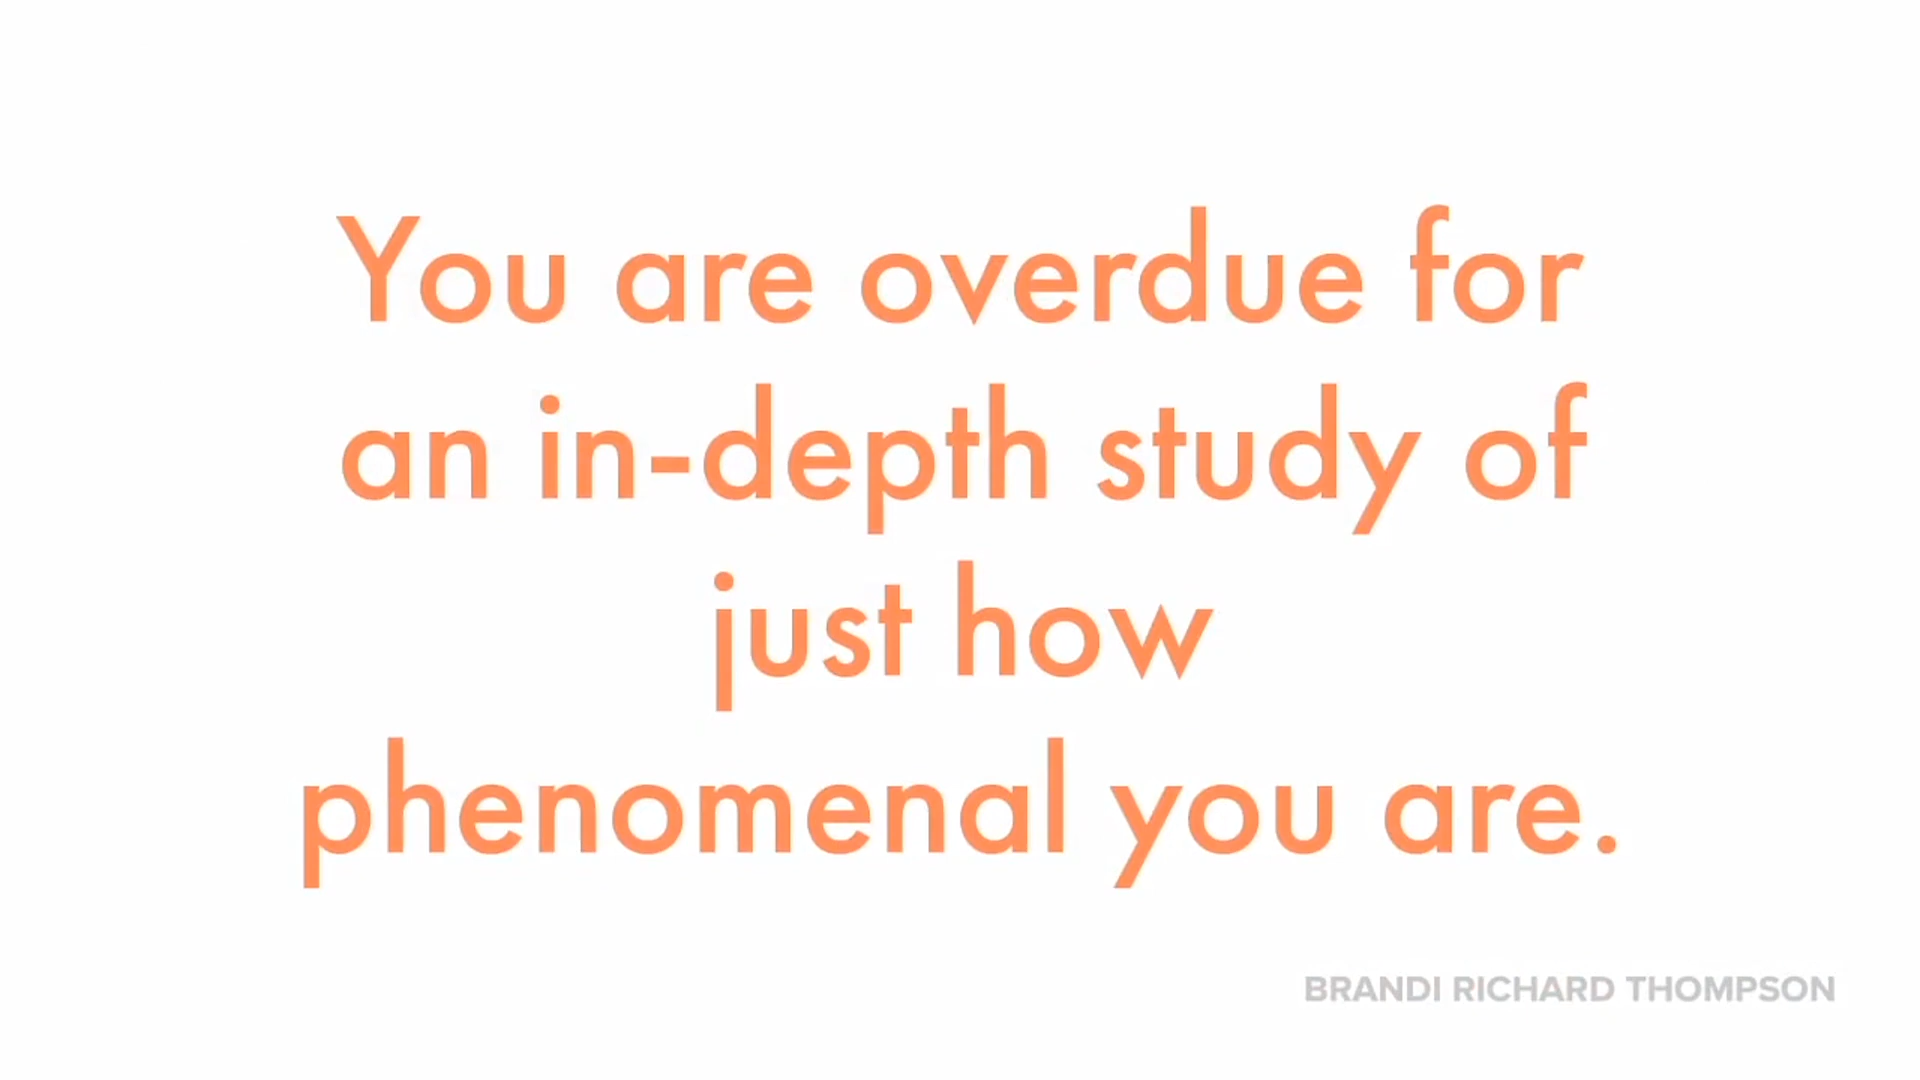 You are overdue for
an in-depth study of
just how
phenomenal you are.
BRANDI RICHARD THOMPSON